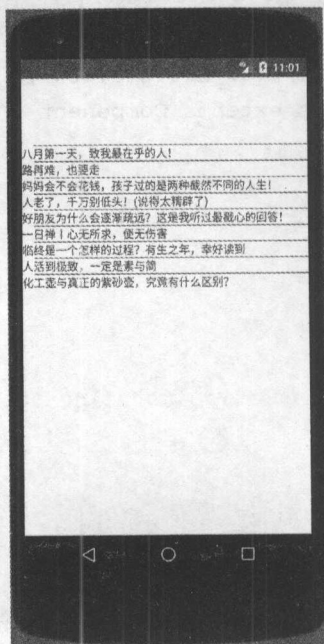 11:01
八月第一天，致我最在乎的人！
路再难，也要走
妈妈会不会花钱，孩子过的是两种截然不同的人生！
人老了，千万别低头！(说得太精辟了)
好朋友为什么会逐渐疏远？这是我听过最戳心的回答！
一日禅丨心无所求，便无伤害
临终是一个怎样的过程？有生之年，幸好读到
人活到极致，一定是素与简
化工壶与真正的紫砂壶，究竟有什么区别？